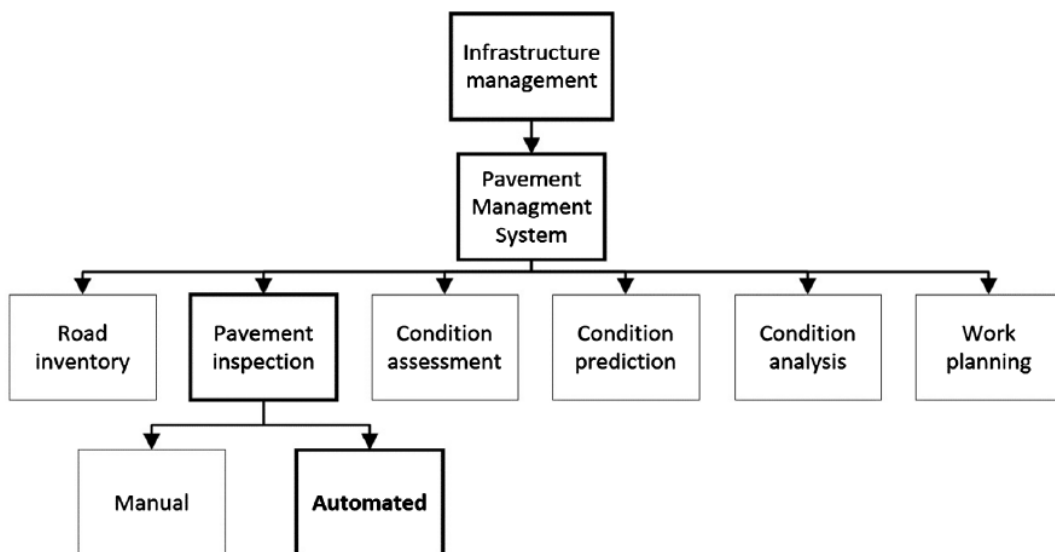 Infrastructure
management
Pavement
Managment
System
Road
inventory
Pavement
inspection
Condition
assessment
Condition
prediction
Condition
analysis
Work
planning
Manual
Automated